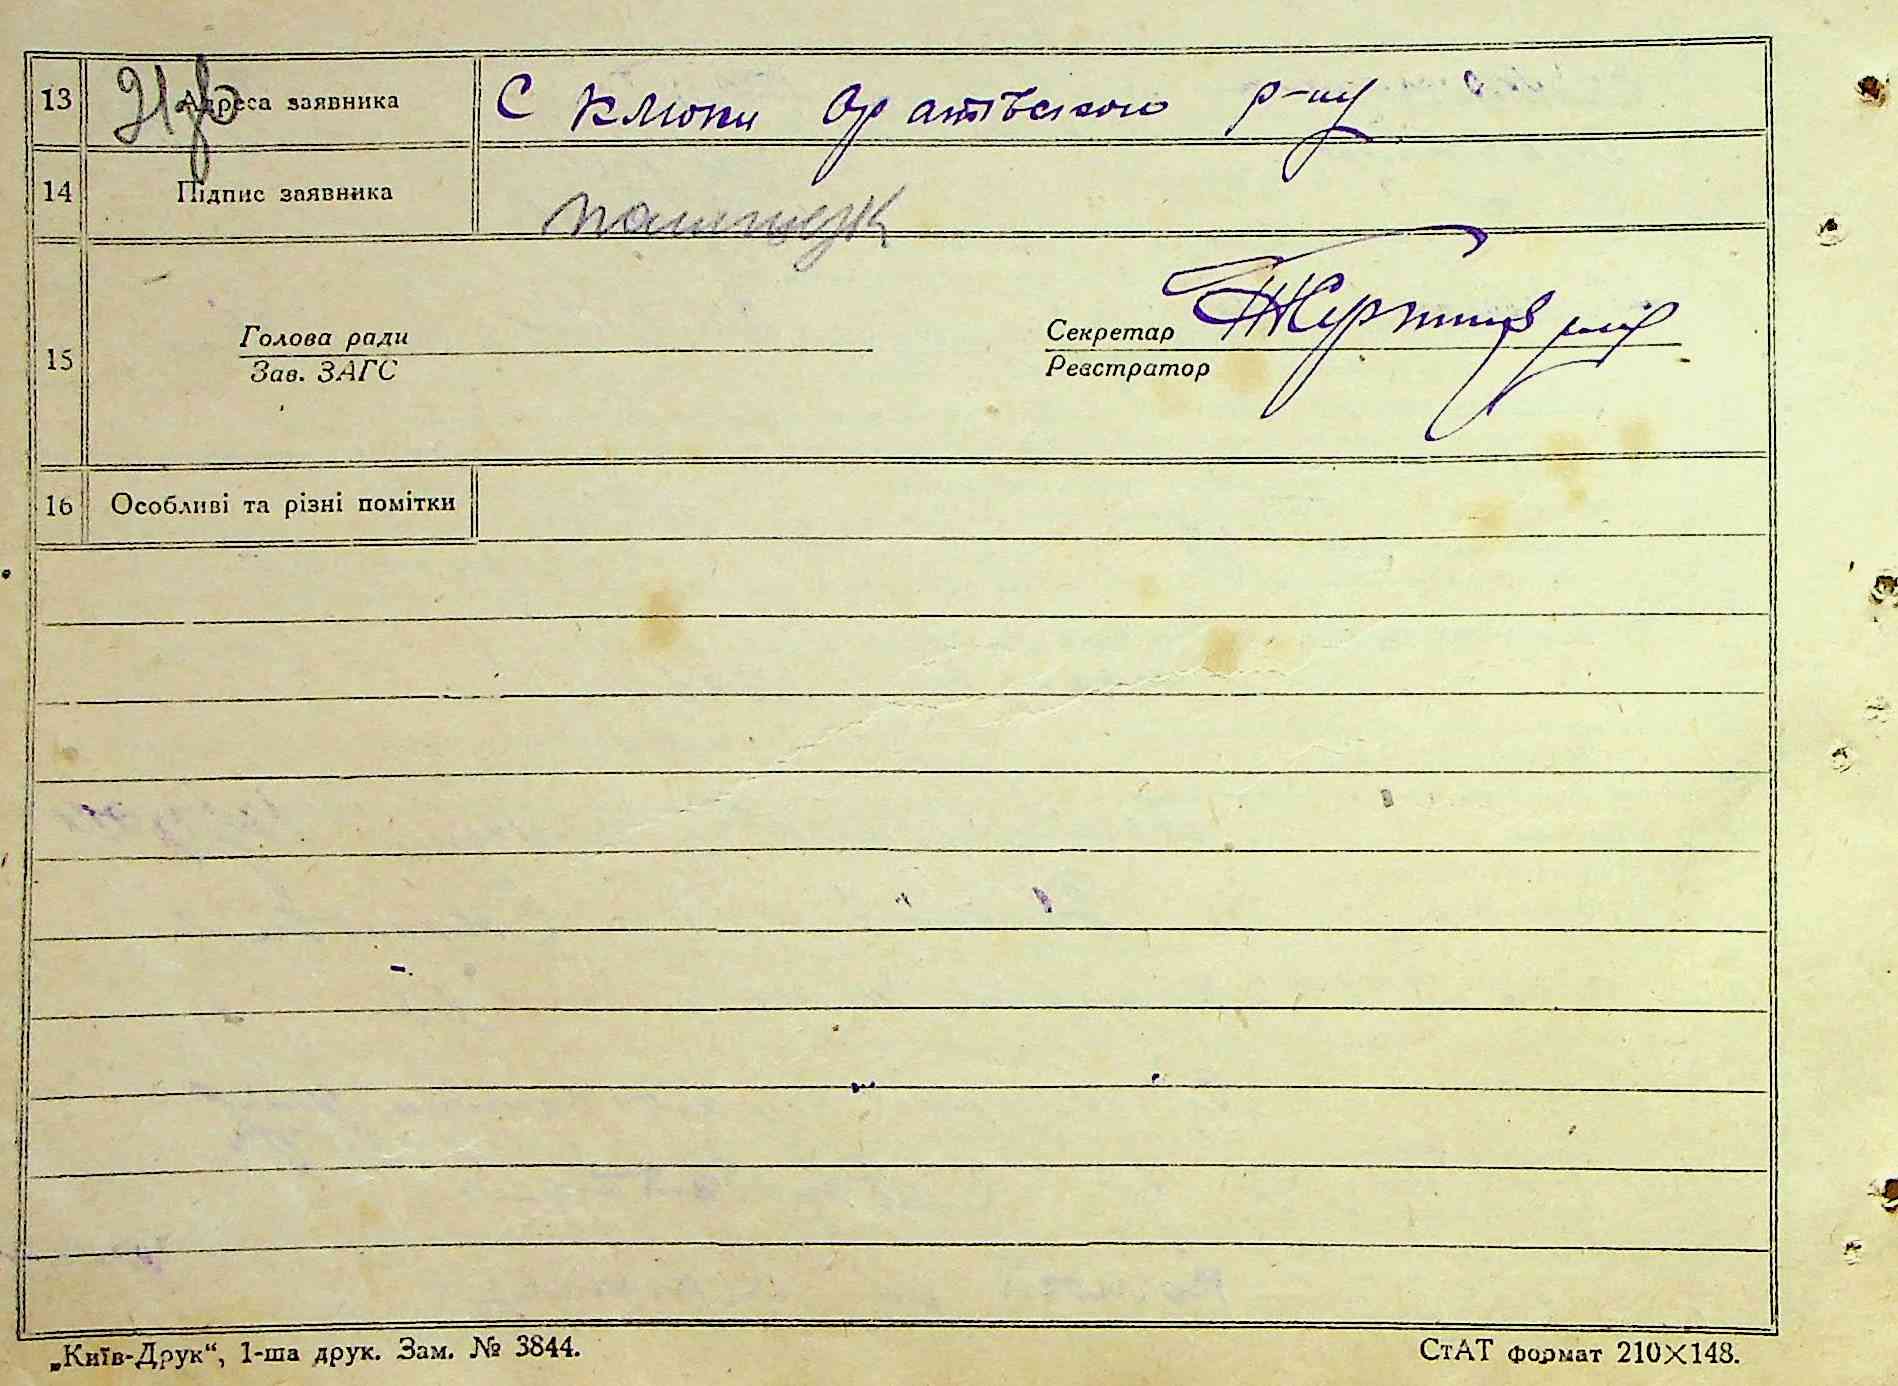 13 Адреса заявника С Клюки Оратівського р-ну
14 Підпис заявника
15 Голова ради Секретар
Зав. ЗАГС Реєстратор
16 Особливі та різні помітки
„Київ-Друк“, 1-ша друк. Зам. № 3844. СтАТ формат 210×148.